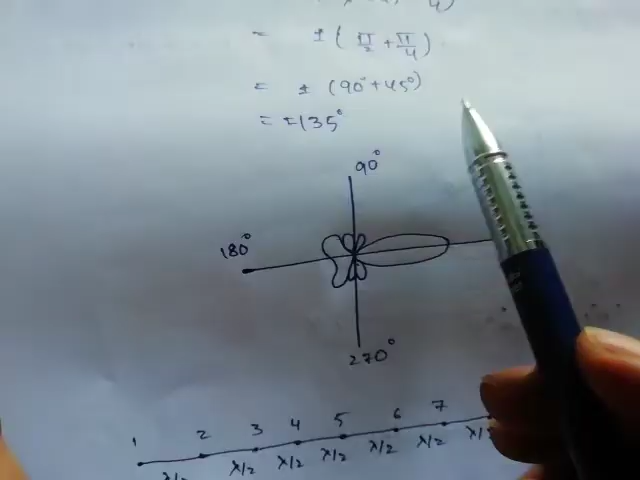 = ± (π/2 + π/4)
= ± (90° + 45°)
= ±135°
90°
180°
270°
1 2 3 4 5 6 7
λ/2 λ/2 λ/2 λ/2 λ/2 λ/2